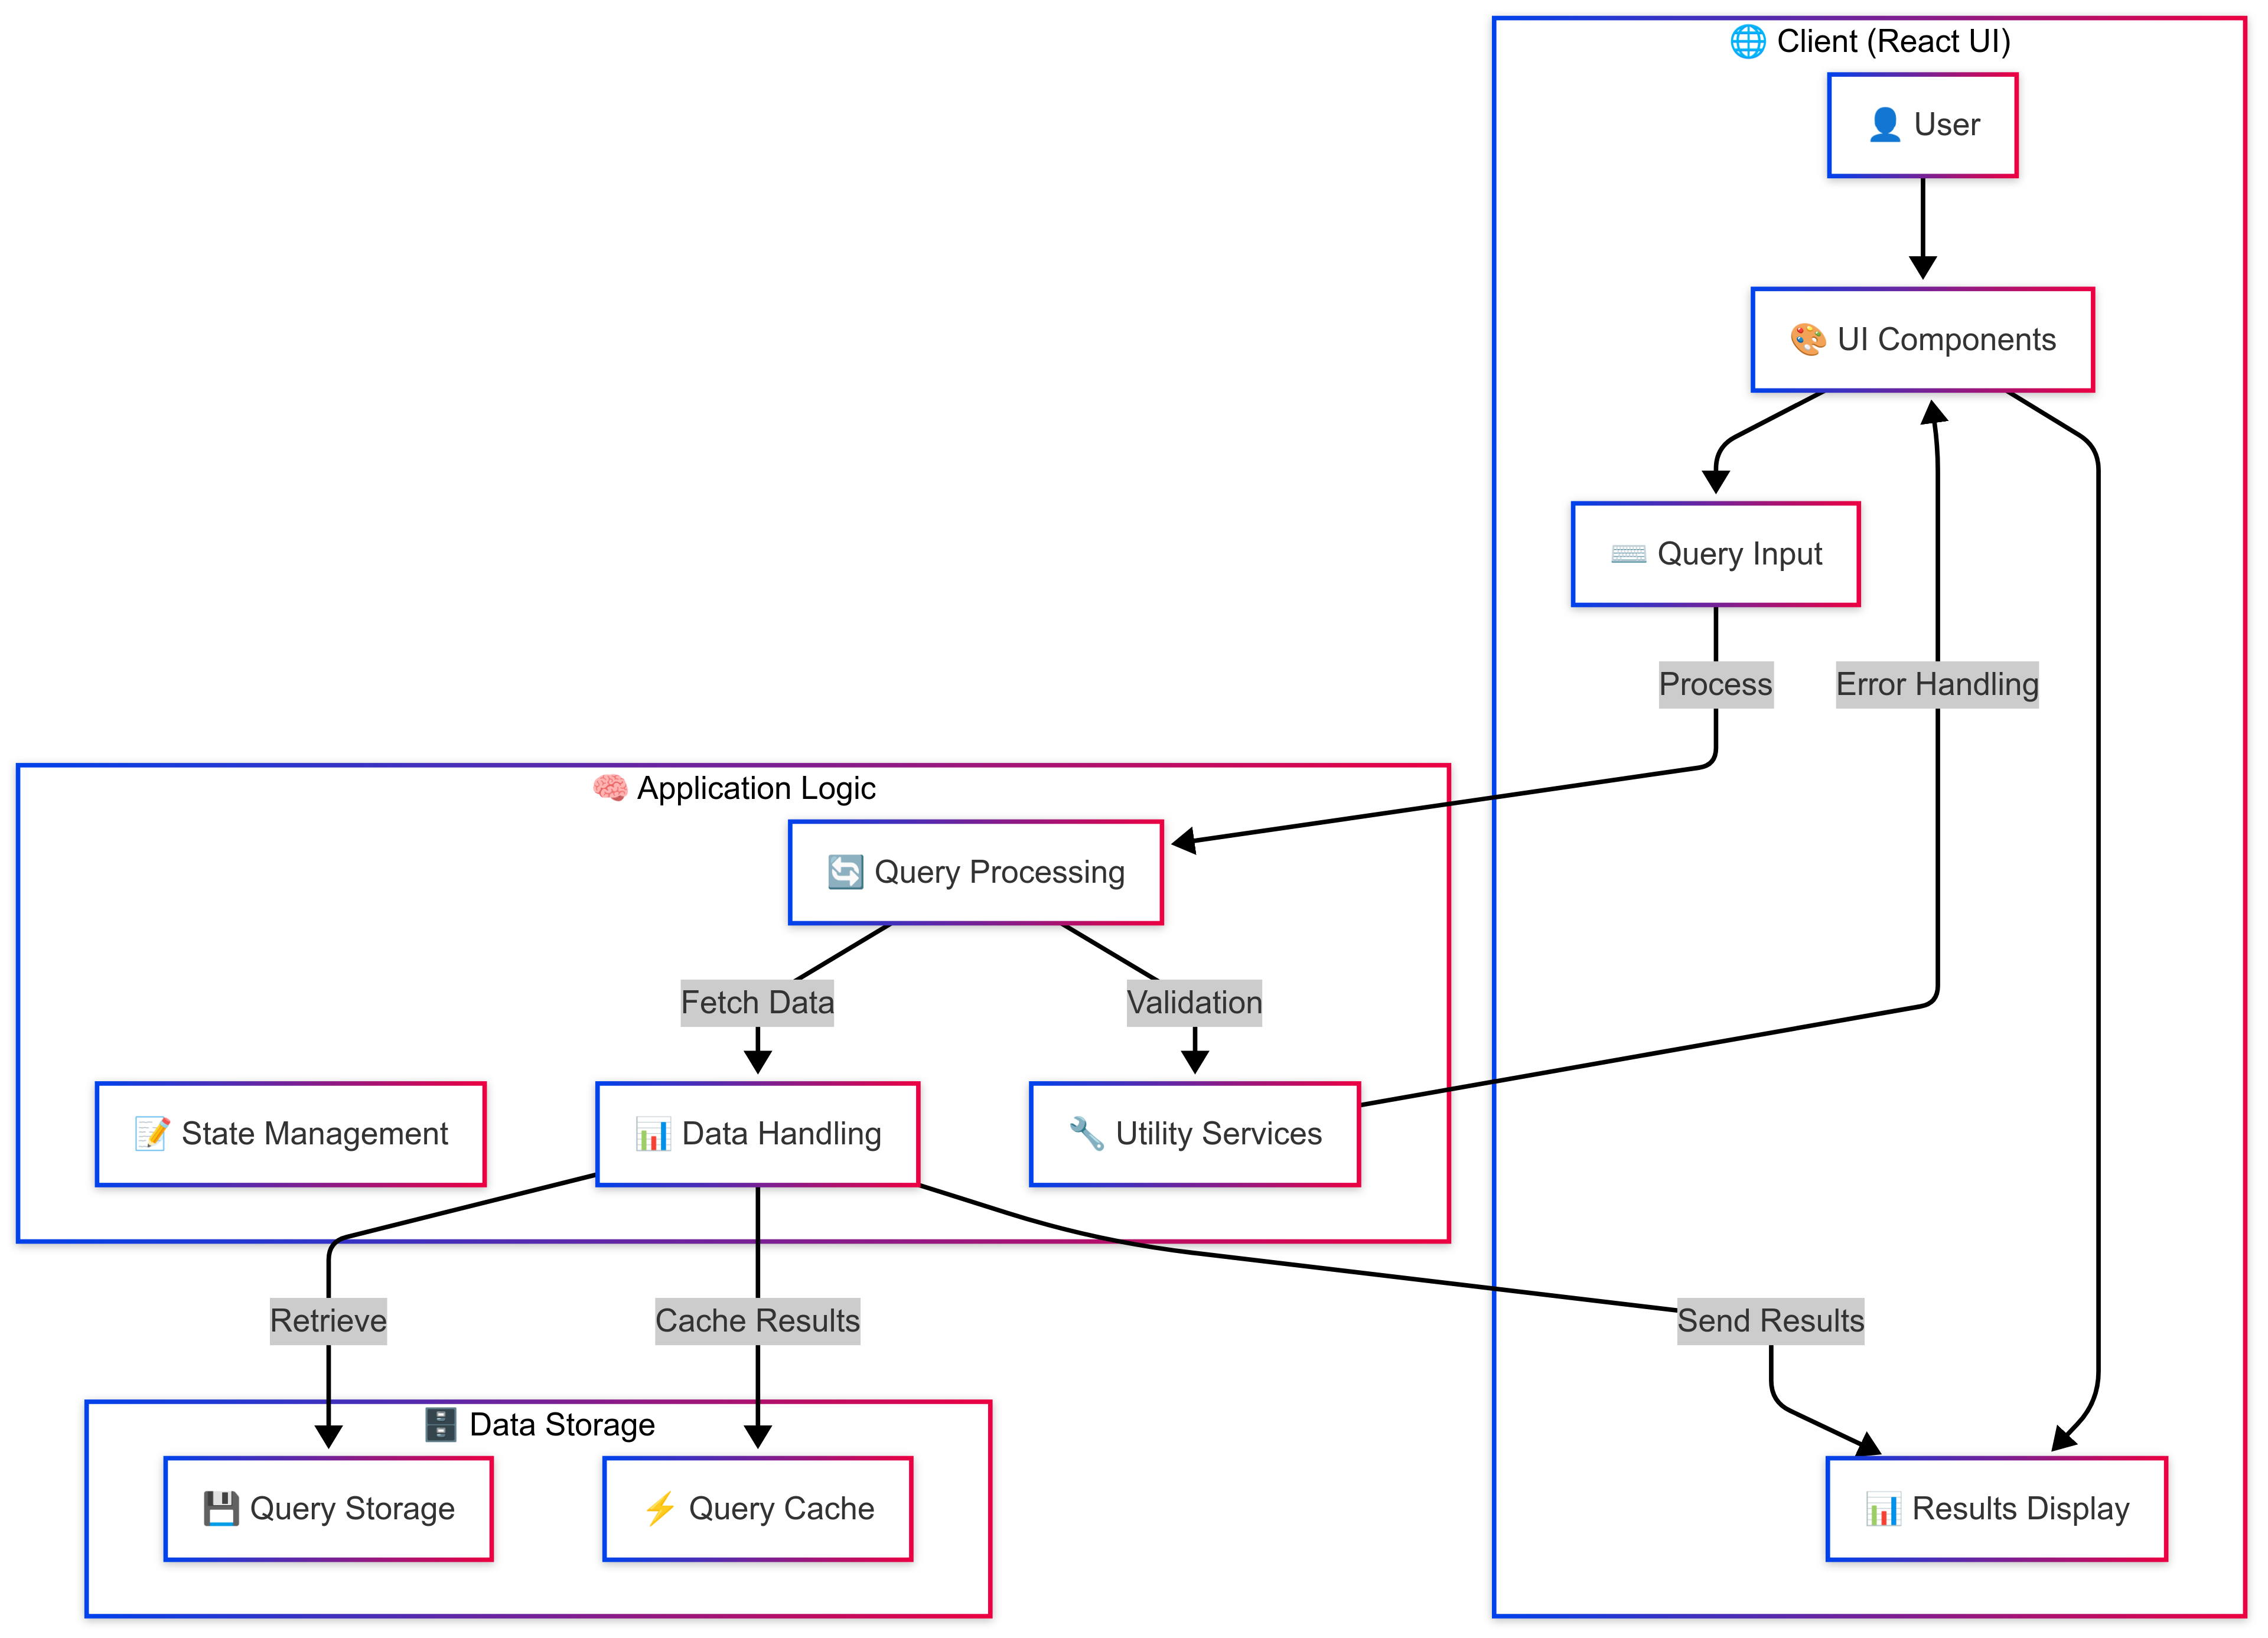 Client (React UI)
User
UI Components
Query Input
Process
Error Handling
Application Logic
Query Processing
Fetch Data
Validation
State Management
Data Handling
Utility Services
Retrieve
Cache Results
Send Results
Data Storage
Query Storage
Query Cache
Results Display